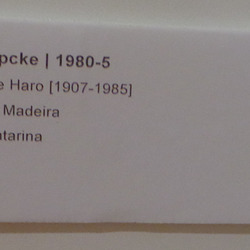 pcke | 1980-5
e Haro [1907-1985]
Madeira
atarina